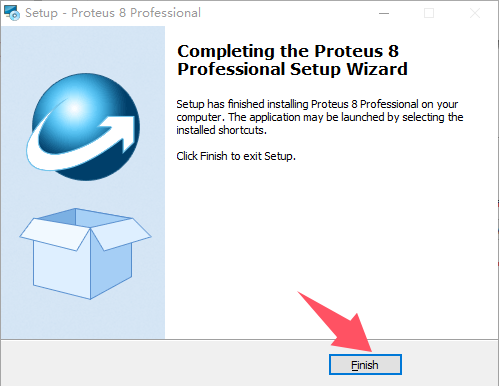 Setup - Proteus 8 Professional
Completing the Proteus 8
Professional Setup Wizard
Setup has finished installing Proteus 8 Professional on your
computer. The application may be launched by selecting the
installed shortcuts.
Click Finish to exit Setup.
Finish